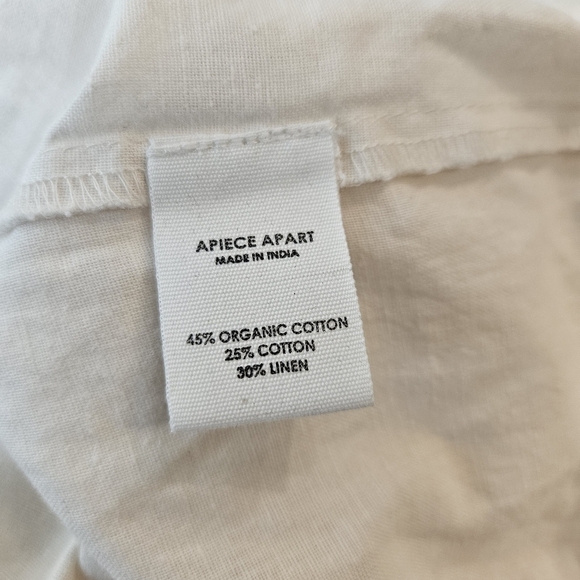 APIECE APART
MADE IN INDIA
45% ORGANIC COTTON
25% COTTON
30% LINEN